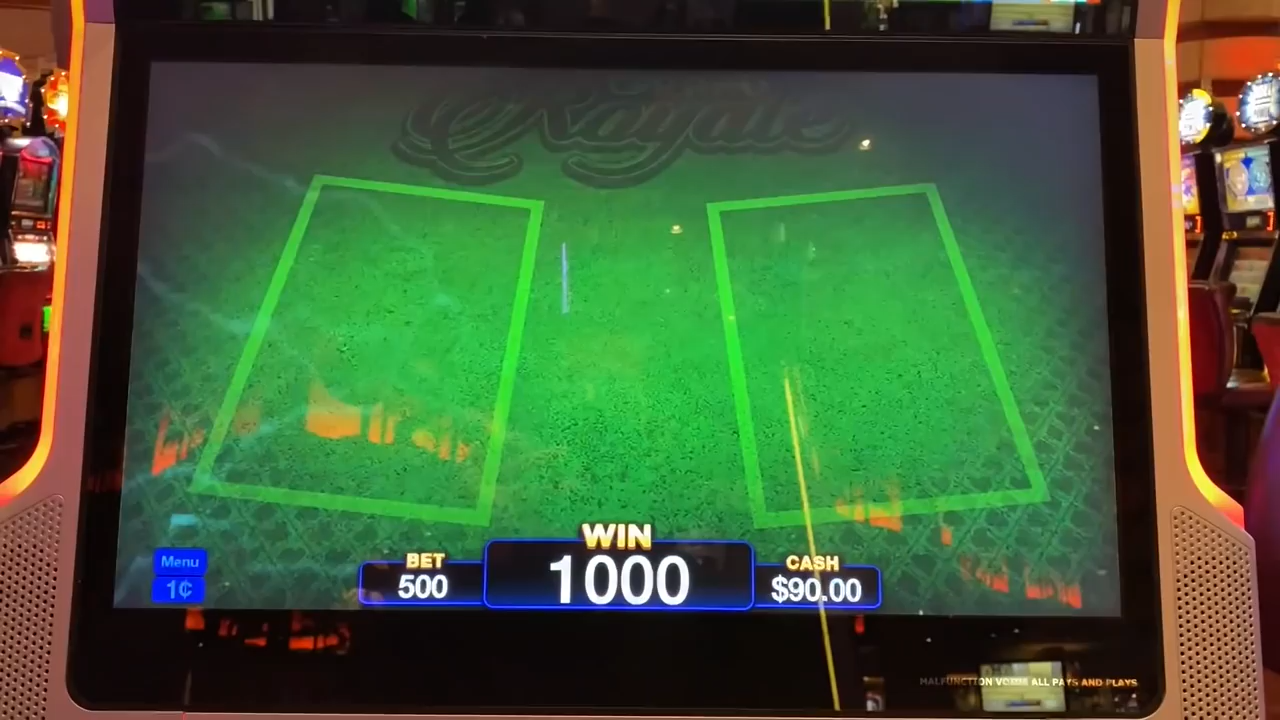 Royale
WIN
Menu
BET
CASH
1¢
500
1000
$90.00
MALFUNCTION VOIDS ALL PAYS AND PLAYS